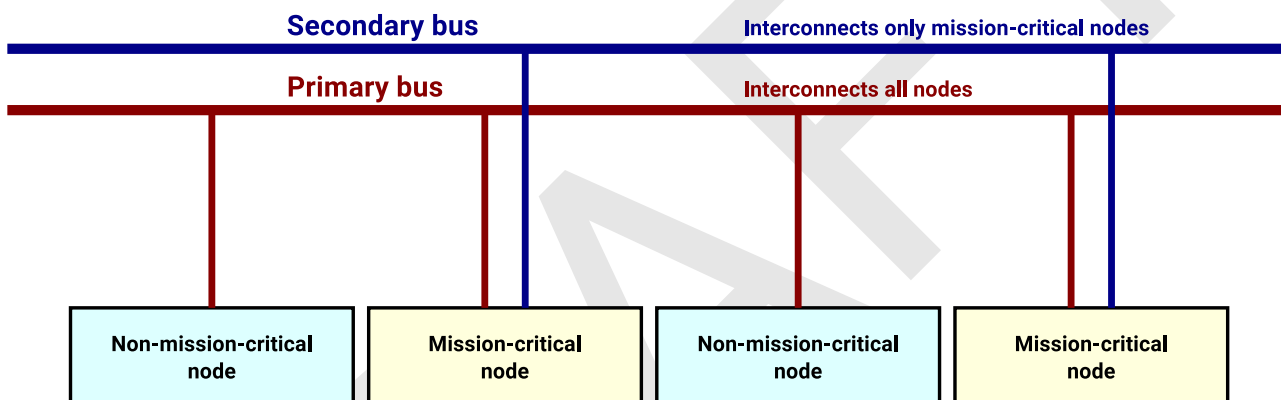 Secondary bus
Interconnects only mission-critical nodes
Primary bus
Interconnects all nodes
Non-mission-critical
node
Mission-critical
node
Non-mission-critical
node
Mission-critical
node